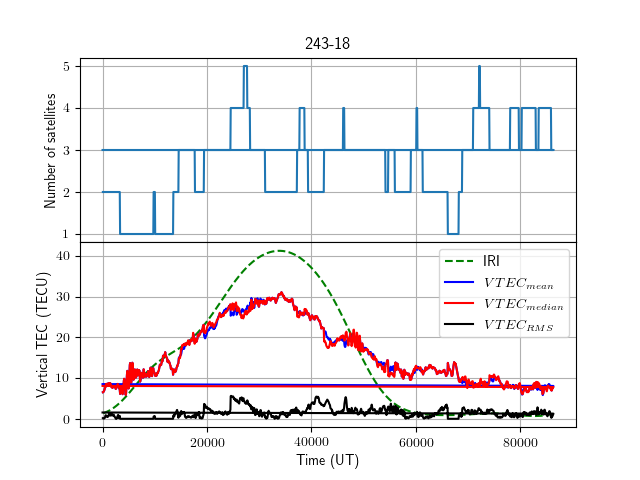 243-18
Number of satellites
5
4
3
2
1
Vertical TEC (TECU)
40
30
20
10
0
IRI
VTEC_mean
VTEC_median
VTEC_RMS
0
20000
40000
60000
80000
Time (UT)